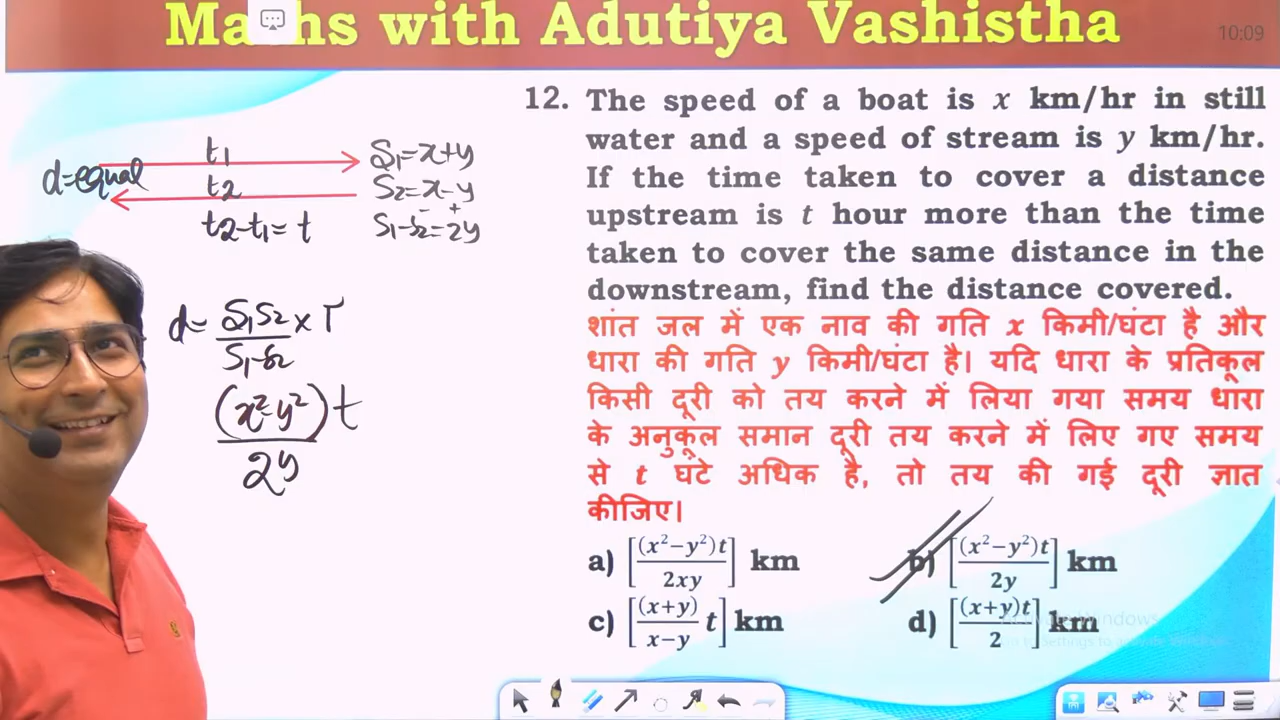 Maths with Adutiya Vashistha
10:09
12. The speed of a boat is x km/hr in still
water and a speed of stream is y km/hr.
If the time taken to cover a distance
upstream is t hour more than the time
taken to cover the same distance in the
downstream, find the distance covered.
शांत जल में एक नाव की गति x किमी/घंटा है और
धारा की गति y किमी/घंटा है। यदि धारा के प्रतिकूल
किसी दूरी को तय करने में लिया गया समय धारा
के अनुकूल समान दूरी तय करने में लिए गए समय
से t घंटे अधिक है, तो तय की गई दूरी ज्ञात
कीजिए।
a) [(x²−y²)t/2xy] km
b) [(x²−y²)t/2y] km
c) [(x+y)/x−y t] km
d) [(x+y)t/2] km
d=equal
t1
S1=x+y
t2
S2=x-y
- +
t2-t1=t
S1-S2=2y
d= S1S2/S1-S2 × T
(x²-y²)t/2y